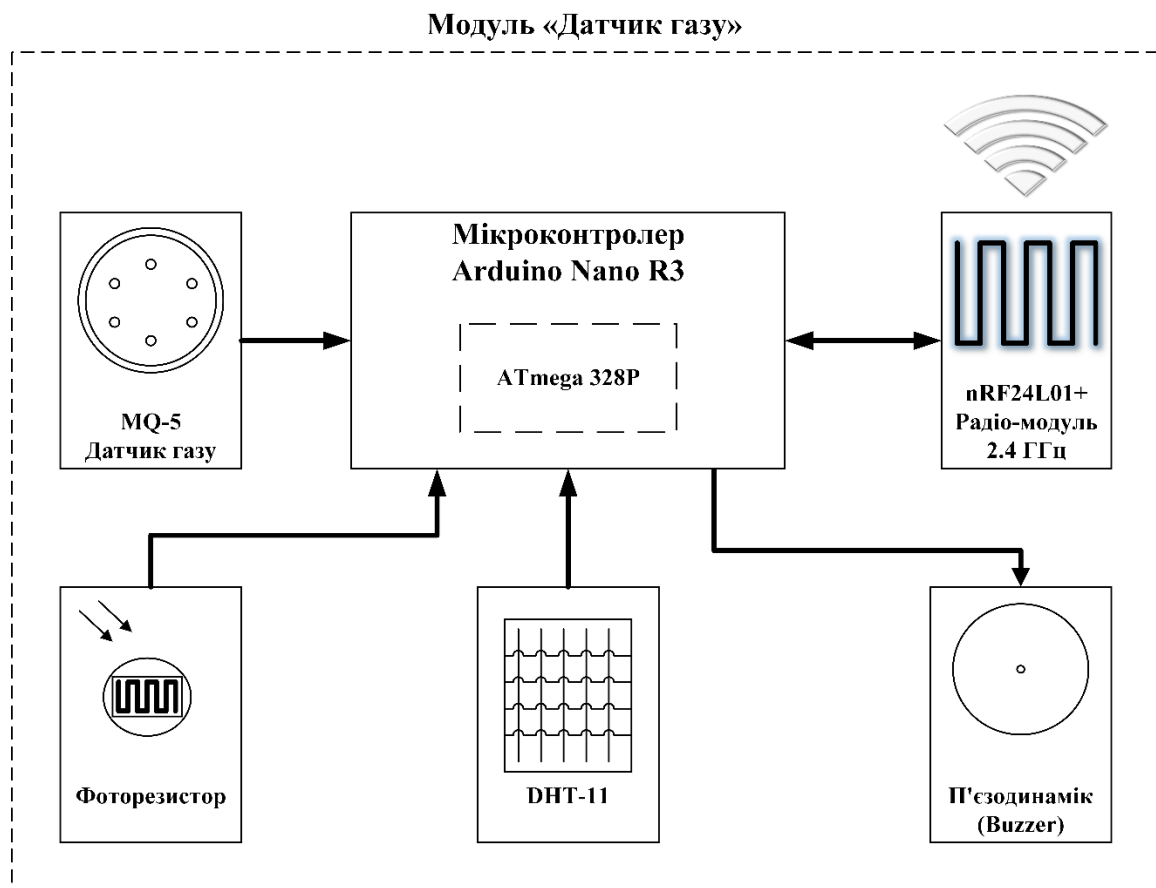 Модуль «Датчик газу»
Мікроконтролер
Arduino Nano R3
ATmega 328P
MQ-5
Датчик газу
nRF24L01+
Радіо-модуль
2.4 ГГц
Фоторезистор
DHT-11
П'єзодинамік
(Buzzer)